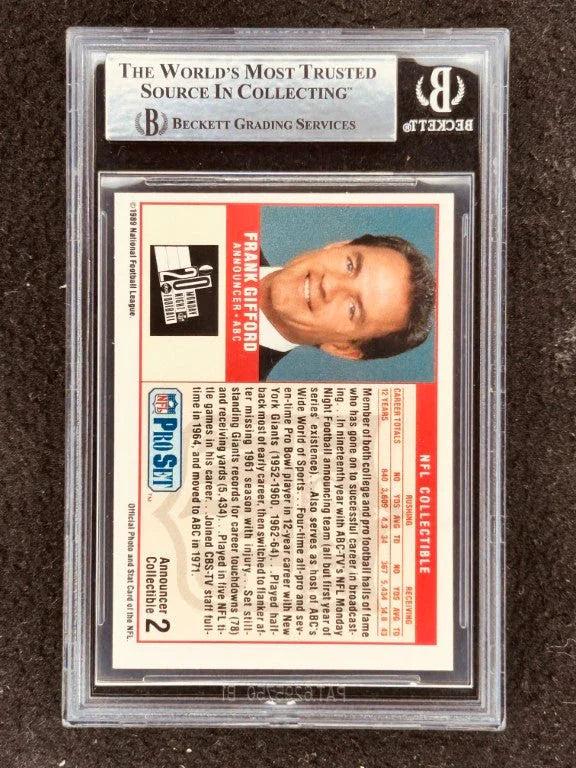 THE WORLD'S MOST TRUSTED
SOURCE IN COLLECTING™
BECKETT GRADING SERVICES
BECKETT
NFL COLLECTIBLE
CAREER TOTALS RUSHING RECEIVING
NO YDS AVG TD NO YDS AVG TD
12 YEARS 840 3,609 4.3 34 367 5,434 14.8 43
Member of both college and pro football halls of fame
who has gone on to successful career in broadcast-
ing. . .In nineteenth year with ABC-TV's NFL Monday
Night Football announcing team (all but first year of
series' existence). . .Also serves as host of ABC's
Wide World of Sports. . .Four-time all-pro and sev-
en-time Pro Bowl player in 12-year career with New
York Giants (1952-1960, 1962-64). . .Played half-
back most of early career, then switched to flanker af-
ter missing 1961 season with injury. . .Set still-
standing Giants records for career touchdowns (78)
and receiving yards (5,434). . .Played in five NFL ti-
tle games in his career. . .Joined CBS-TV staff full-
time in 1964, and moved to ABC in 1971.
FRANK GIFFORD
ANNOUNCER • ABC
20
MONDAY
NIGHT
abc
FOOTBALL
NFL PRO SET™
Announcer
Collectible 2
©1989 National Football League.
Official Photo and Stat Card of the NFL.